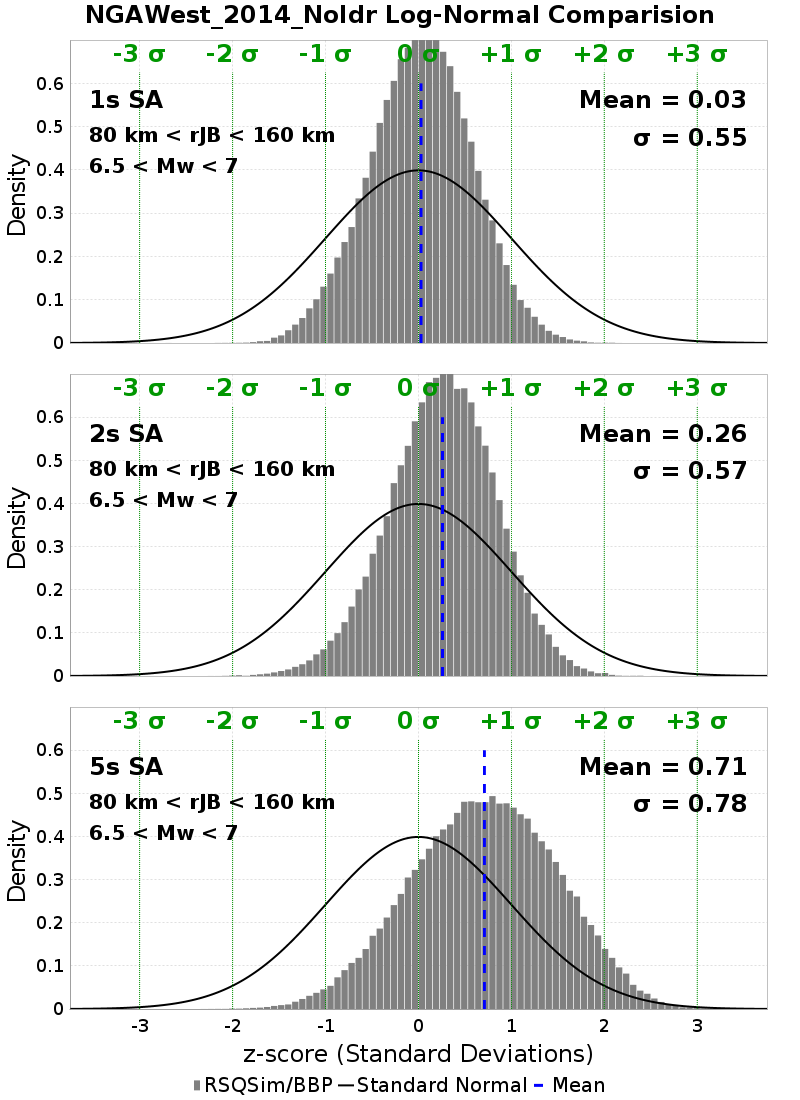 NGAWest_2014_NoIdr Log-Normal Comparision
-3 σ -2 σ -1 σ 0 σ +1 σ +2 σ +3 σ
1s SA
Mean = 0.03
80 km < rJB < 160 km
σ = 0.55
6.5 < Mw < 7
0.6
0.5
0.4
0.3
0.2
0.1
0
Density
-3 σ -2 σ -1 σ 0 σ +1 σ +2 σ +3 σ
2s SA
Mean = 0.26
80 km < rJB < 160 km
σ = 0.57
6.5 < Mw < 7
0.6
0.5
0.4
0.3
0.2
0.1
0
Density
-3 σ -2 σ -1 σ 0 σ +1 σ +2 σ +3 σ
5s SA
Mean = 0.71
80 km < rJB < 160 km
σ = 0.78
6.5 < Mw < 7
0.6
0.5
0.4
0.3
0.2
0.1
0
Density
-3 -2 -1 0 1 2 3
z-score (Standard Deviations)
RSQSim/BBP Standard Normal Mean